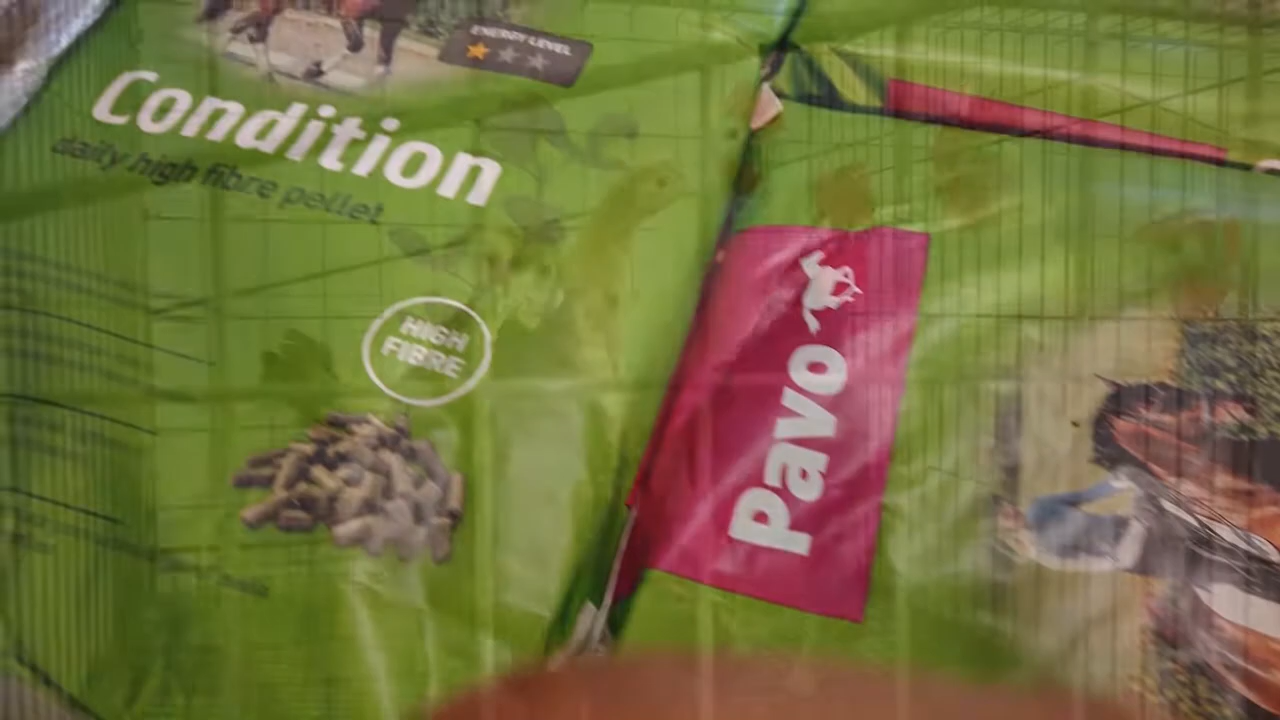 ENERGY LEVEL
Condition
daily high fibre pellet
HIGH
FIBRE
Pavo